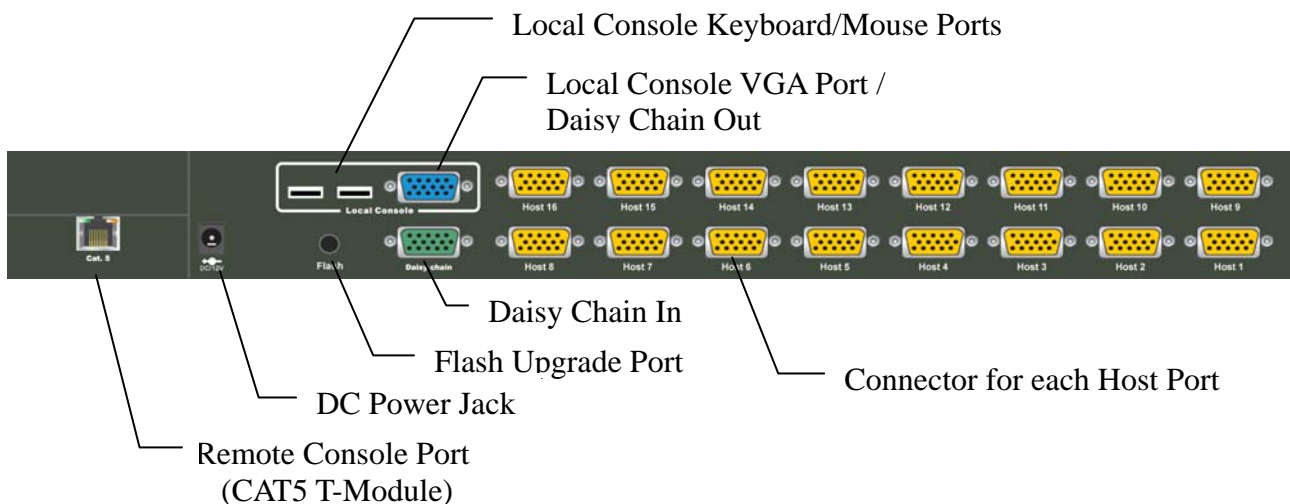 Local Console Keyboard/Mouse Ports
Local Console VGA Port /
Daisy Chain Out
Local Console
Host 16 Host 15 Host 14 Host 13 Host 12 Host 11 Host 10 Host 9
Cat. 5
DC/12V
Flash
Daisy chain
Host 8 Host 7 Host 6 Host 5 Host 4 Host 3 Host 2 Host 1
Daisy Chain In
Flash Upgrade Port
Connector for each Host Port
DC Power Jack
Remote Console Port
(CAT5 T-Module)